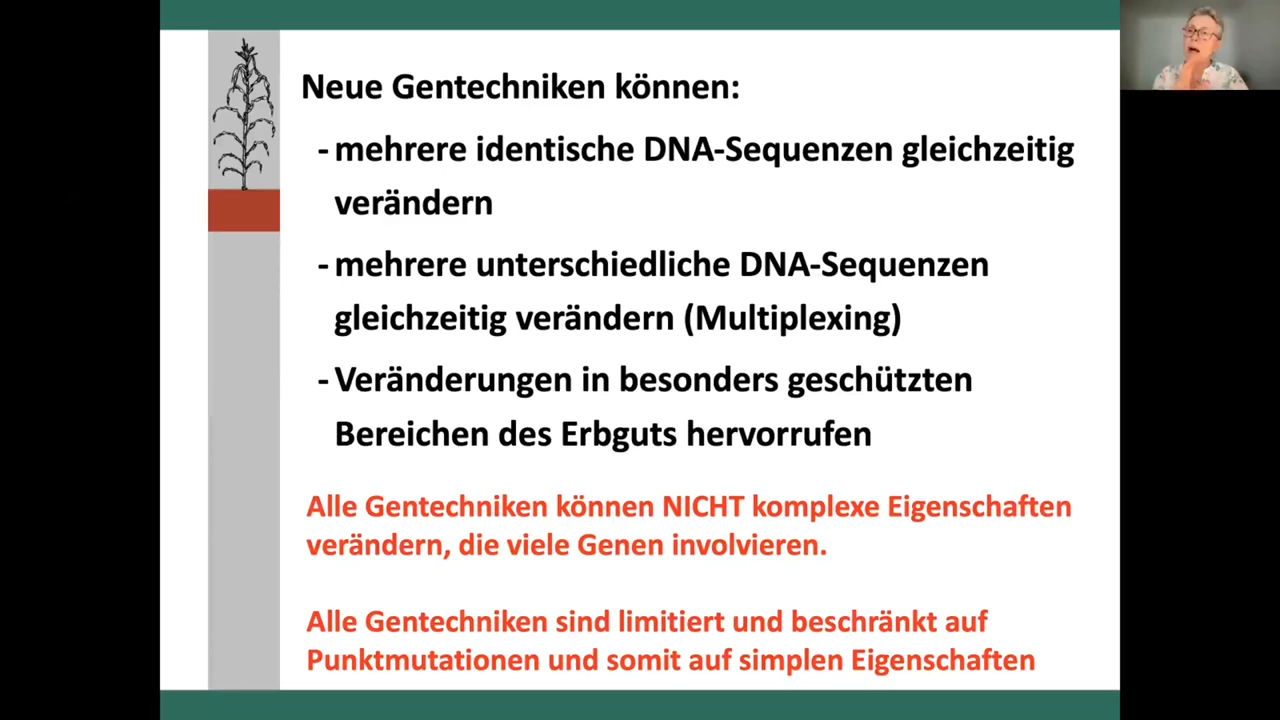 Neue Gentechniken können:
- mehrere identische DNA-Sequenzen gleichzeitig
verändern
- mehrere unterschiedliche DNA-Sequenzen
gleichzeitig verändern (Multiplexing)
- Veränderungen in besonders geschützten
Bereichen des Erbguts hervorrufen
Alle Gentechniken können NICHT komplexe Eigenschaften
verändern, die viele Genen involvieren.
Alle Gentechniken sind limitiert und beschränkt auf
Punktmutationen und somit auf simplen Eigenschaften